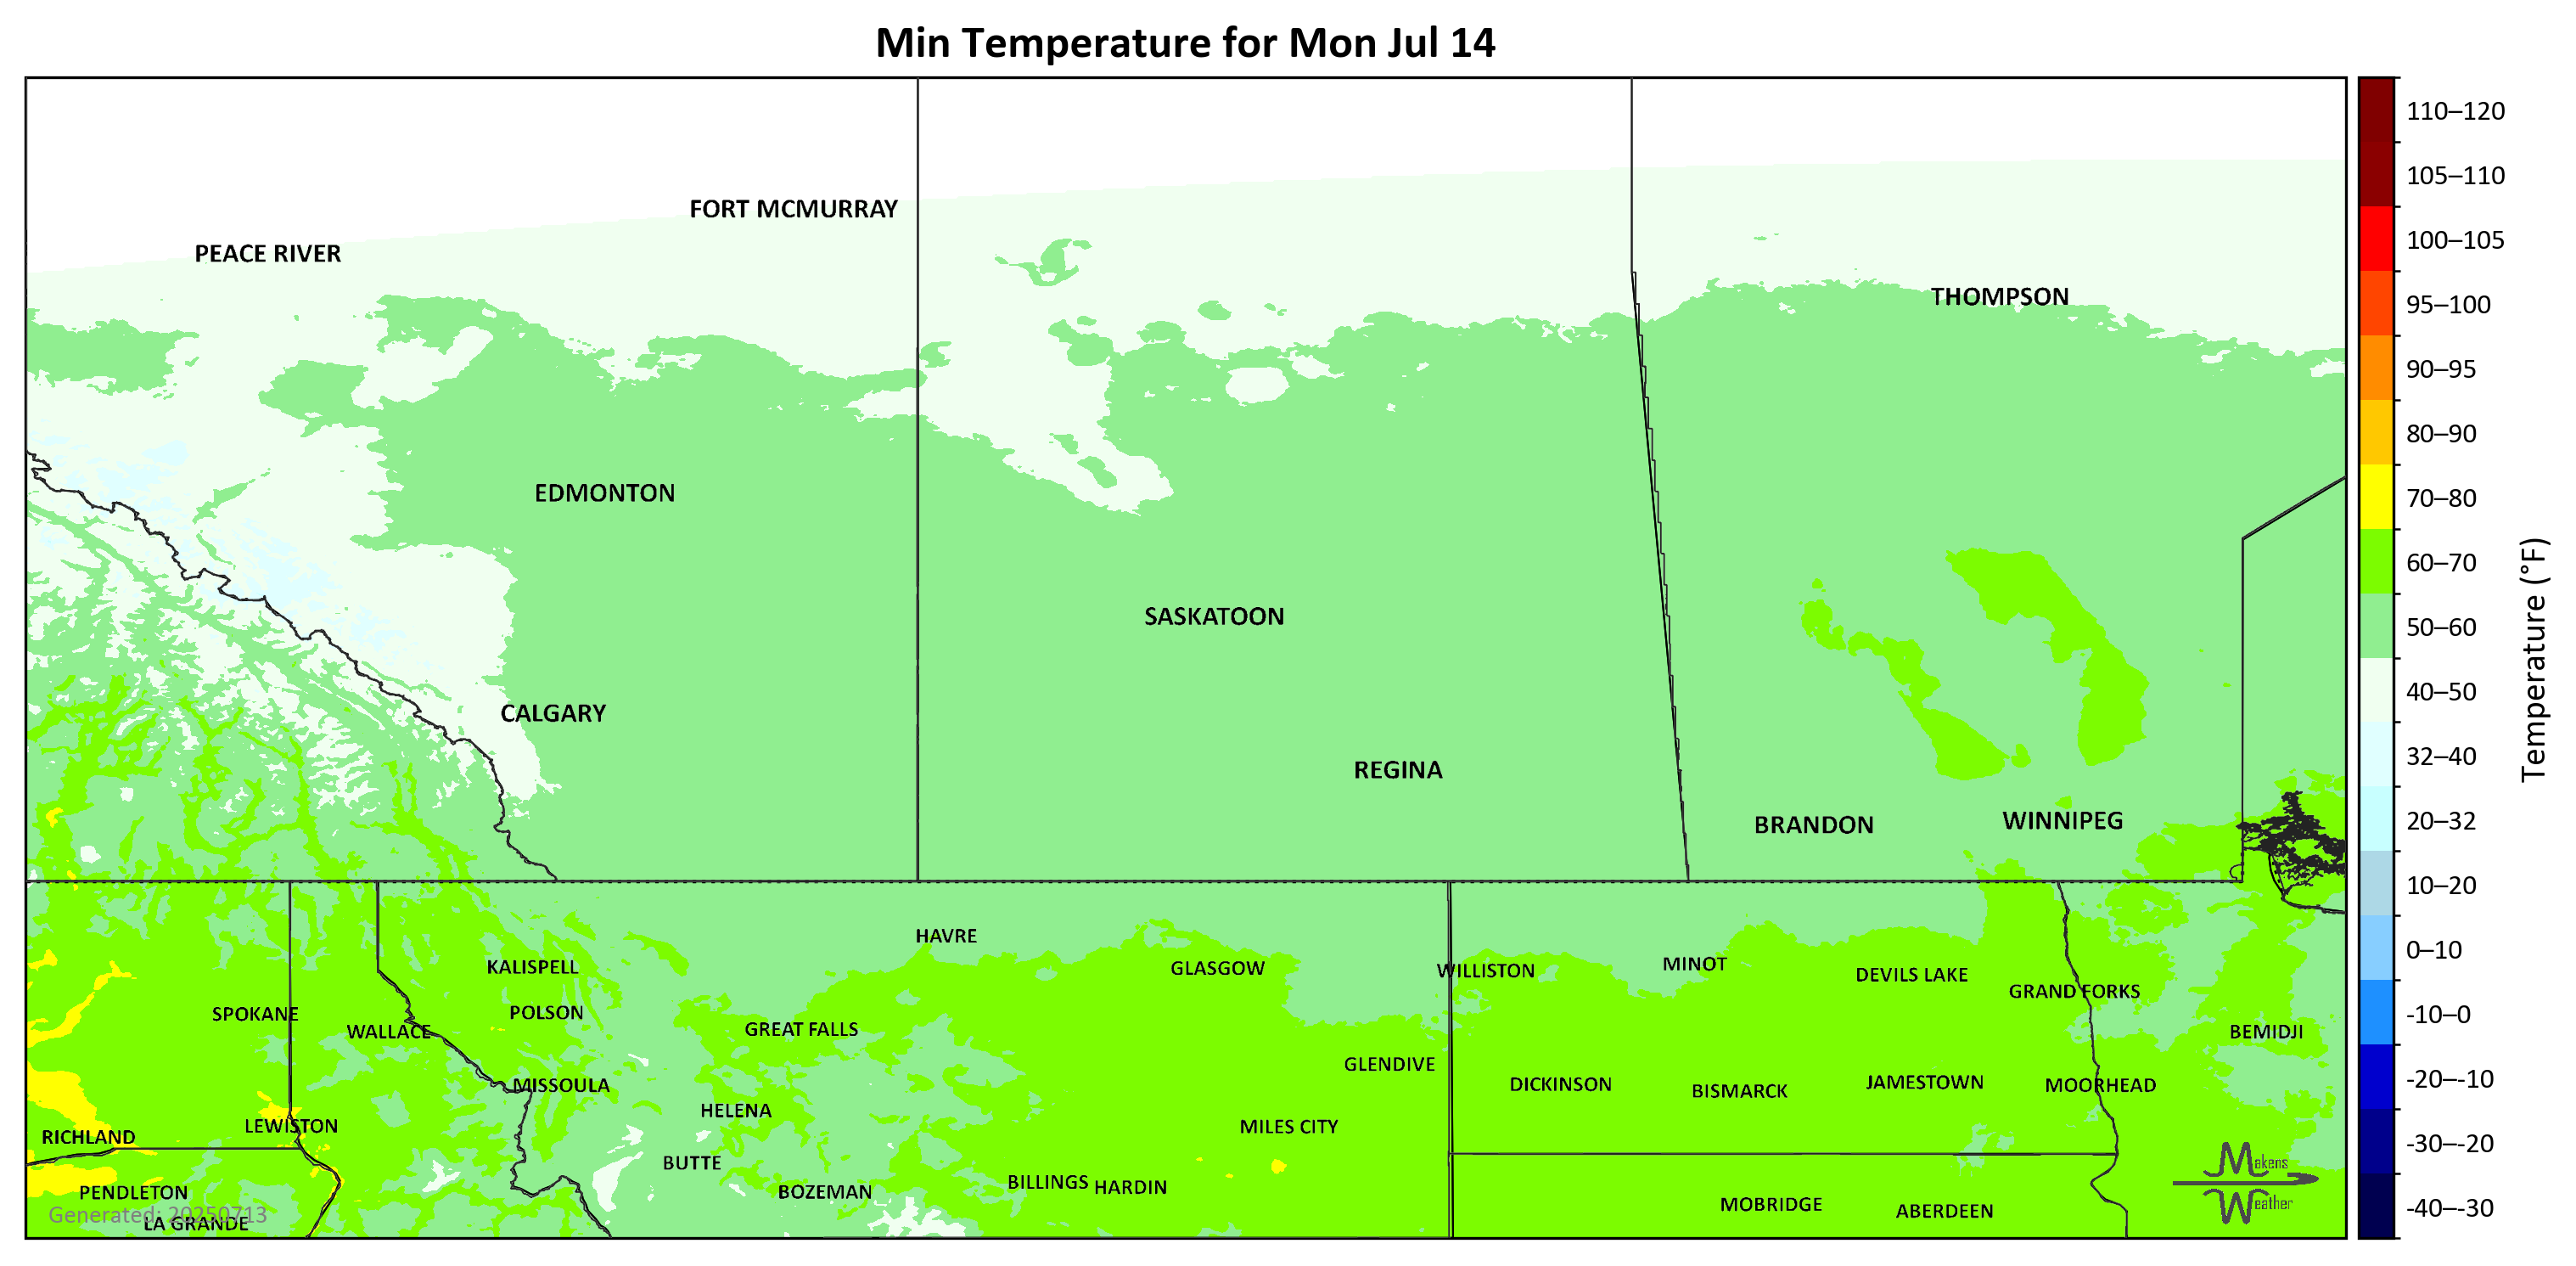 Min Temperature for Mon Jul 14
FORT MCMURRAY
PEACE RIVER
THOMPSON
EDMONTON
SASKATOON
CALGARY
REGINA
BRANDON
WINNIPEG
HAVRE
KALISPELL
GLASGOW
WILLISTON
MINOT
DEVILS LAKE
SPOKANE
POLSON
GRAND FORKS
WALLACE
GREAT FALLS
BEMIDJI
GLENDIVE
MISSOULA
DICKINSON
BISMARCK
JAMESTOWN
MOORHEAD
HELENA
LEWISTON
MILES CITY
RICHLAND
BUTTE
BILLINGS
HARDIN
PENDLETON
BOZEMAN
MOBRIDGE
ABERDEEN
Generated: 20250713
LA GRANDE
Makens
Weather
110–120
105–110
100–105
95–100
90–95
80–90
70–80
60–70
50–60
40–50
32–40
20–32
10–20
0–10
-10–0
-20–-10
-30–-20
-40–-30
Temperature (°F)